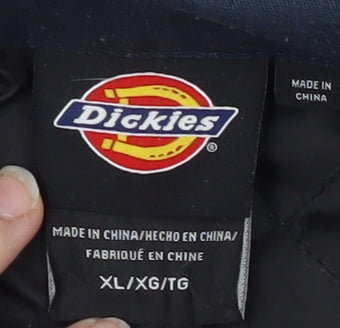 Dickies®
MADE IN CHINA/HECHO EN CHINA/
FABRIQUÉ EN CHINE
XL/XG/TG
MADE IN
CHINA